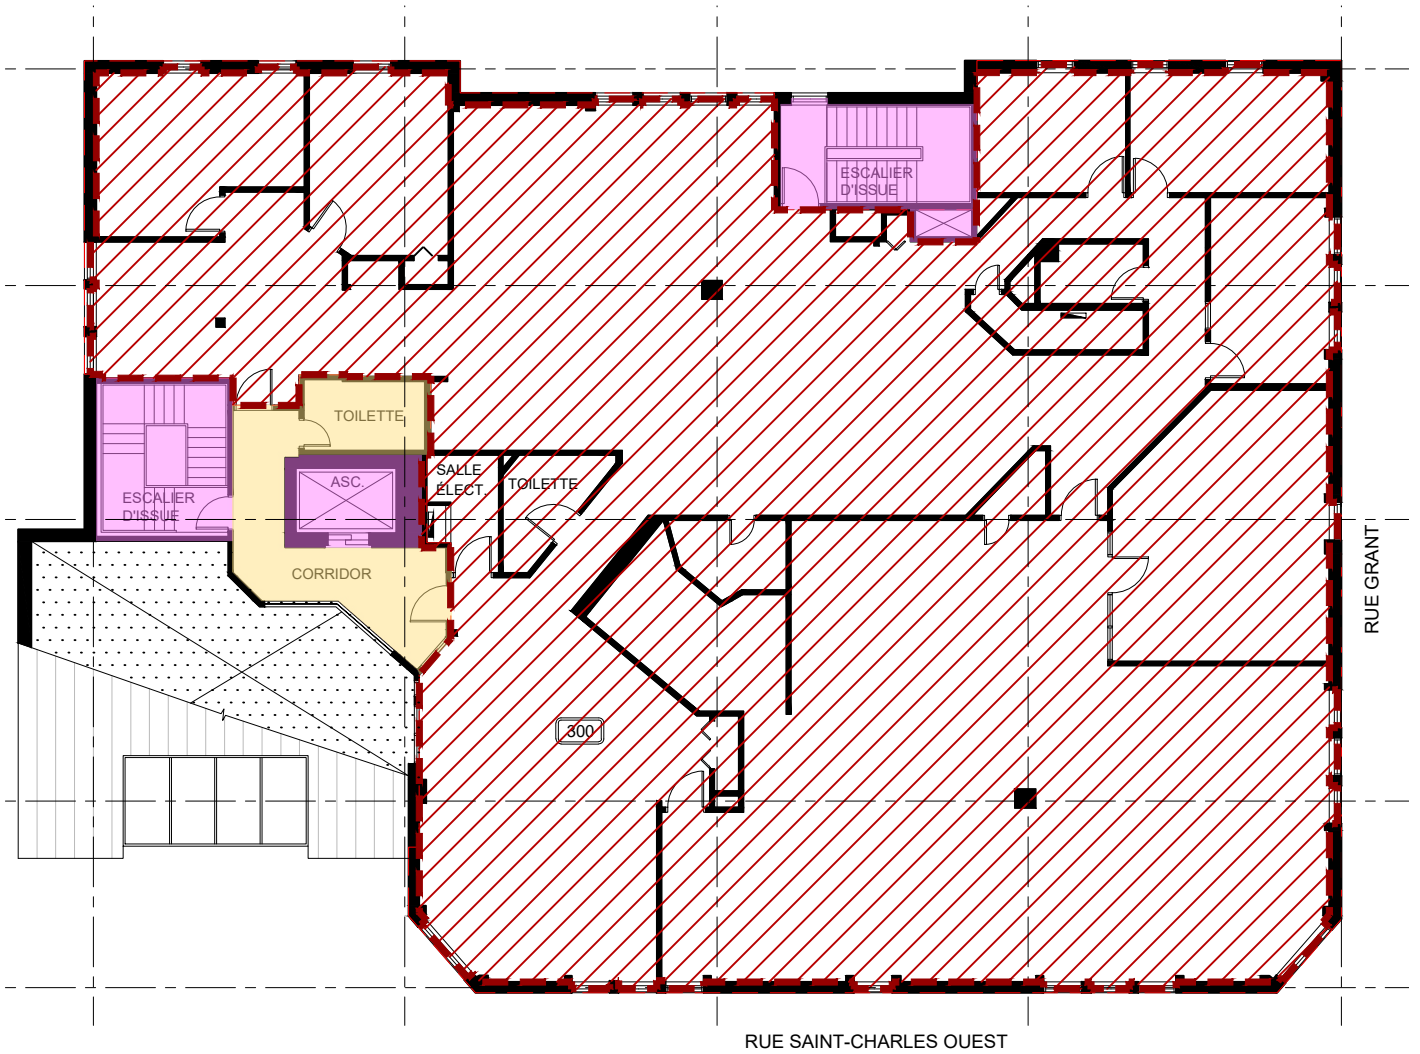 ESCALIER
D'ISSUE
TOILETTE
SALLE
ÉLECT.
TOILETTE
ASC.
ESCALIER
D'ISSUE
CORRIDOR
RUE GRANT
300
RUE SAINT-CHARLES OUEST